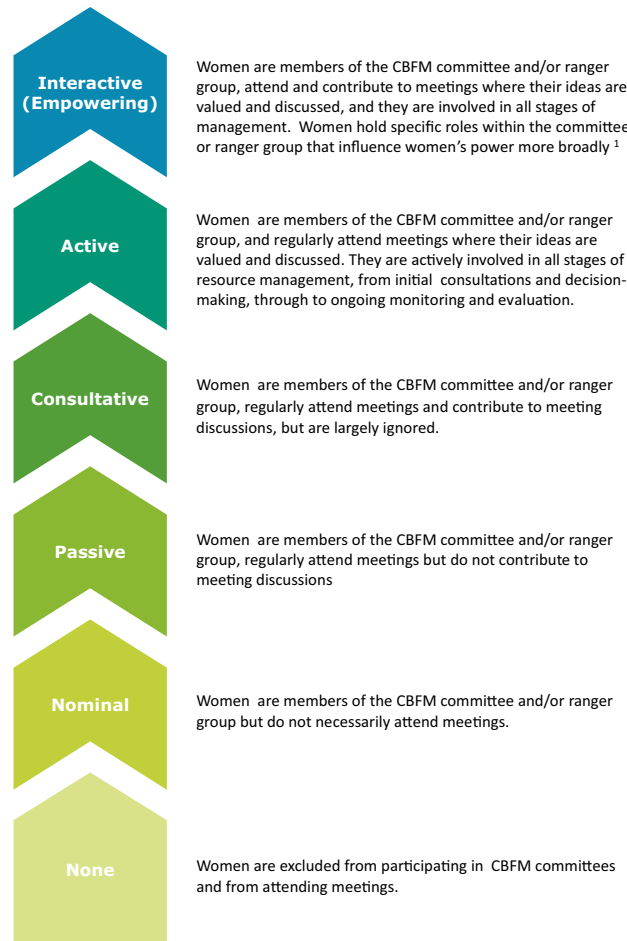 Interactive
(Empowering)
Women are members of the CBFM committee and/or ranger
group, attend and contribute to meetings where their ideas are
valued and discussed, and they are involved in all stages of
management. Women hold specific roles within the committee
or ranger group that influence women's power more broadly ¹
Active
Women are members of the CBFM committee and/or ranger
group, and regularly attend meetings where their ideas are
valued and discussed. They are actively involved in all stages of
resource management, from initial consultations and decision-
making, through to ongoing monitoring and evaluation.
Consultative
Women are members of the CBFM committee and/or ranger
group, regularly attend meetings and contribute to meeting
discussions, but are largely ignored.
Passive
Women are members of the CBFM committee and/or ranger
group, regularly attend meetings but do not contribute to
meeting discussions
Nominal
Women are members of the CBFM committee and/or ranger
group but do not necessarily attend meetings.
None
Women are excluded from participating in CBFM committees
and from attending meetings.